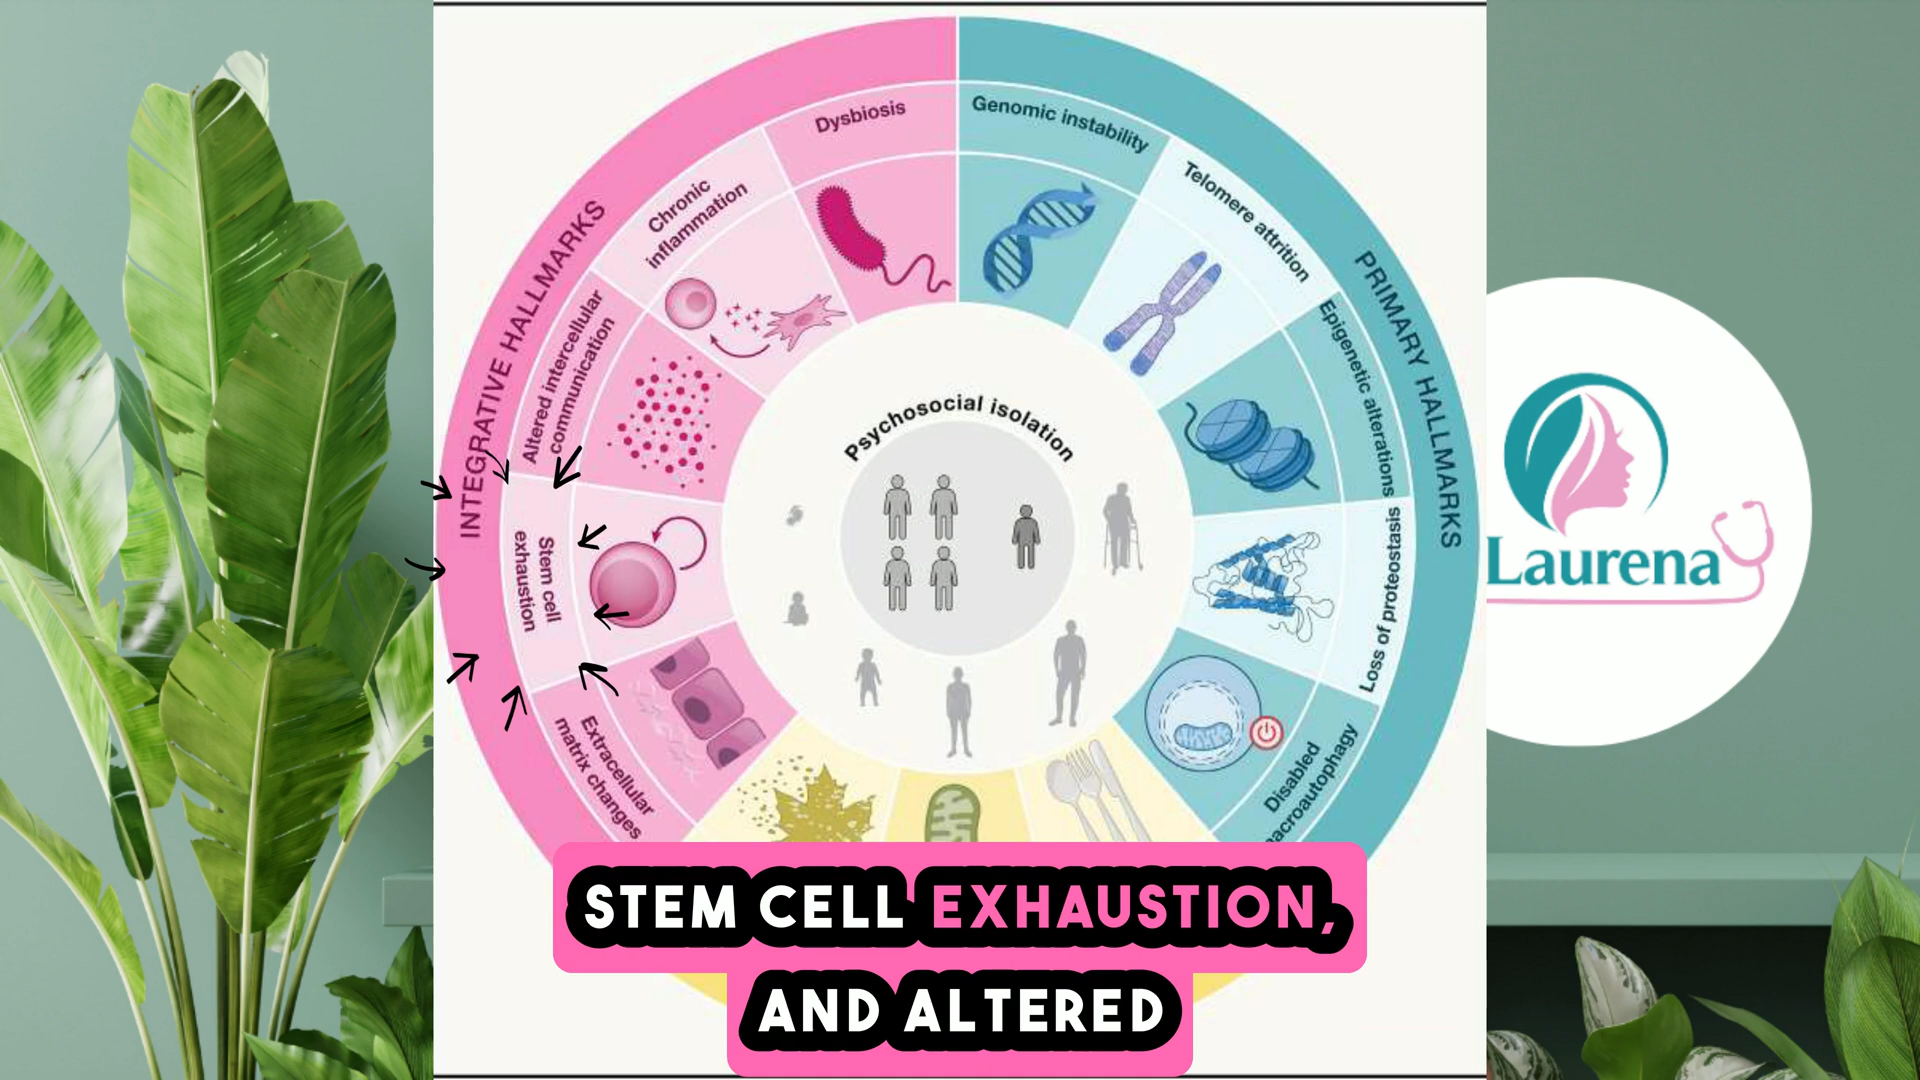 Dysbiosis
Genomic instability
Chronic
inflammation
Telomere attrition
INTEGRATIVE HALLMARKS
PRIMARY HALLMARKS
Altered intercellular
communication
Epigenetic alterations
Psychosocial isolation
Stem cell
exhaustion
Loss of proteostasis
Laurena
Extracellular
matrix changes
Disabled
STEM CELL EXHAUSTION,
AND ALTERED